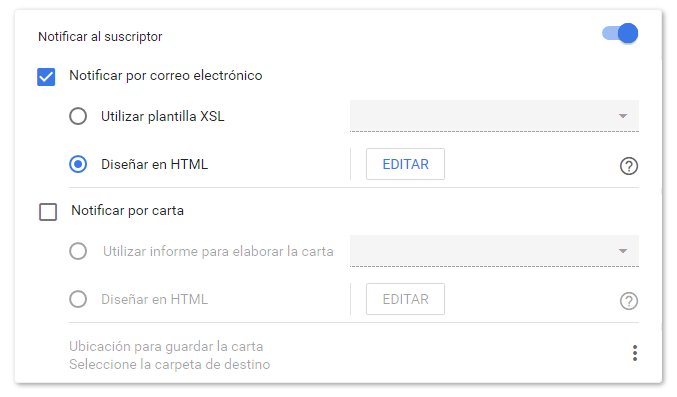 Notificar al suscriptor
Notificar por correo electrónico
Utilizar plantilla XSL
Diseñar en HTML
EDITAR
Notificar por carta
Utilizar informe para elaborar la carta
Diseñar en HTML
EDITAR
Ubicación para guardar la carta
Seleccione la carpeta de destino